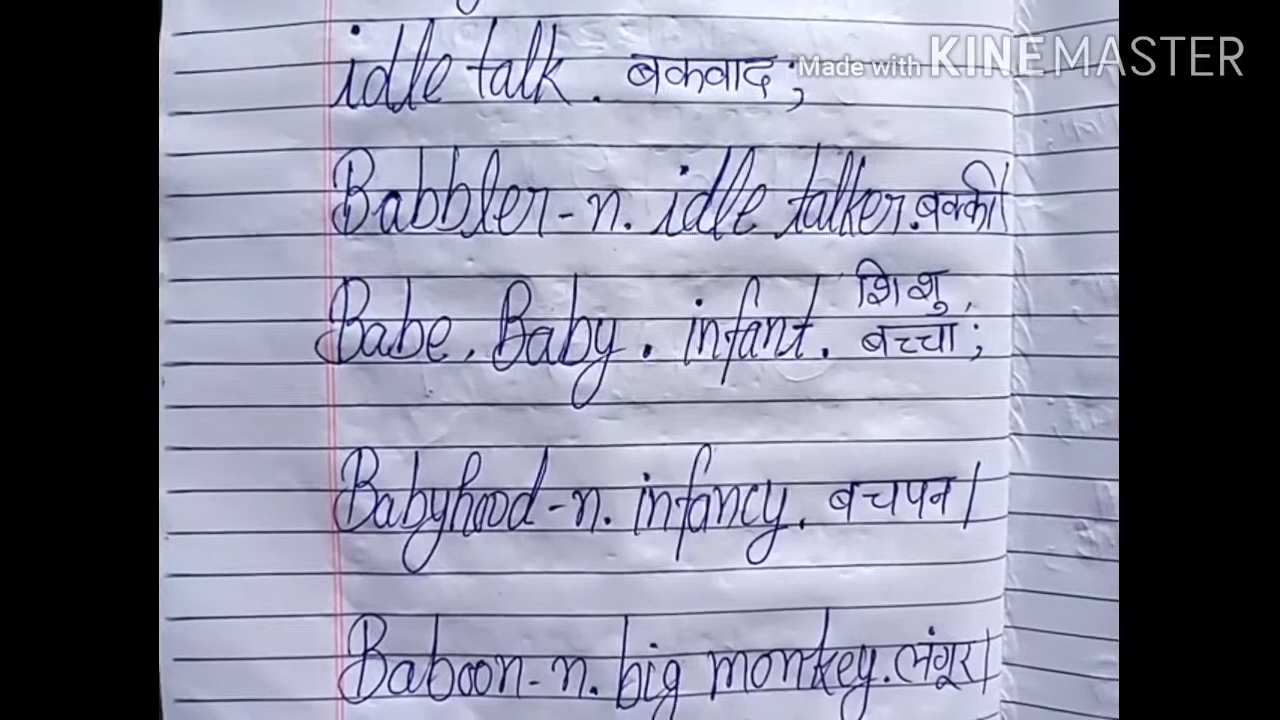 idle talk. बकवाद;
Made with KINEMASTER
Babbler-n. idle talker. बक्की।
Babe, Baby. infant. शिशु,
बच्चा;
Babyhood-n. infancy. बचपन।
Baboon-n. big monkey. लंगूर।